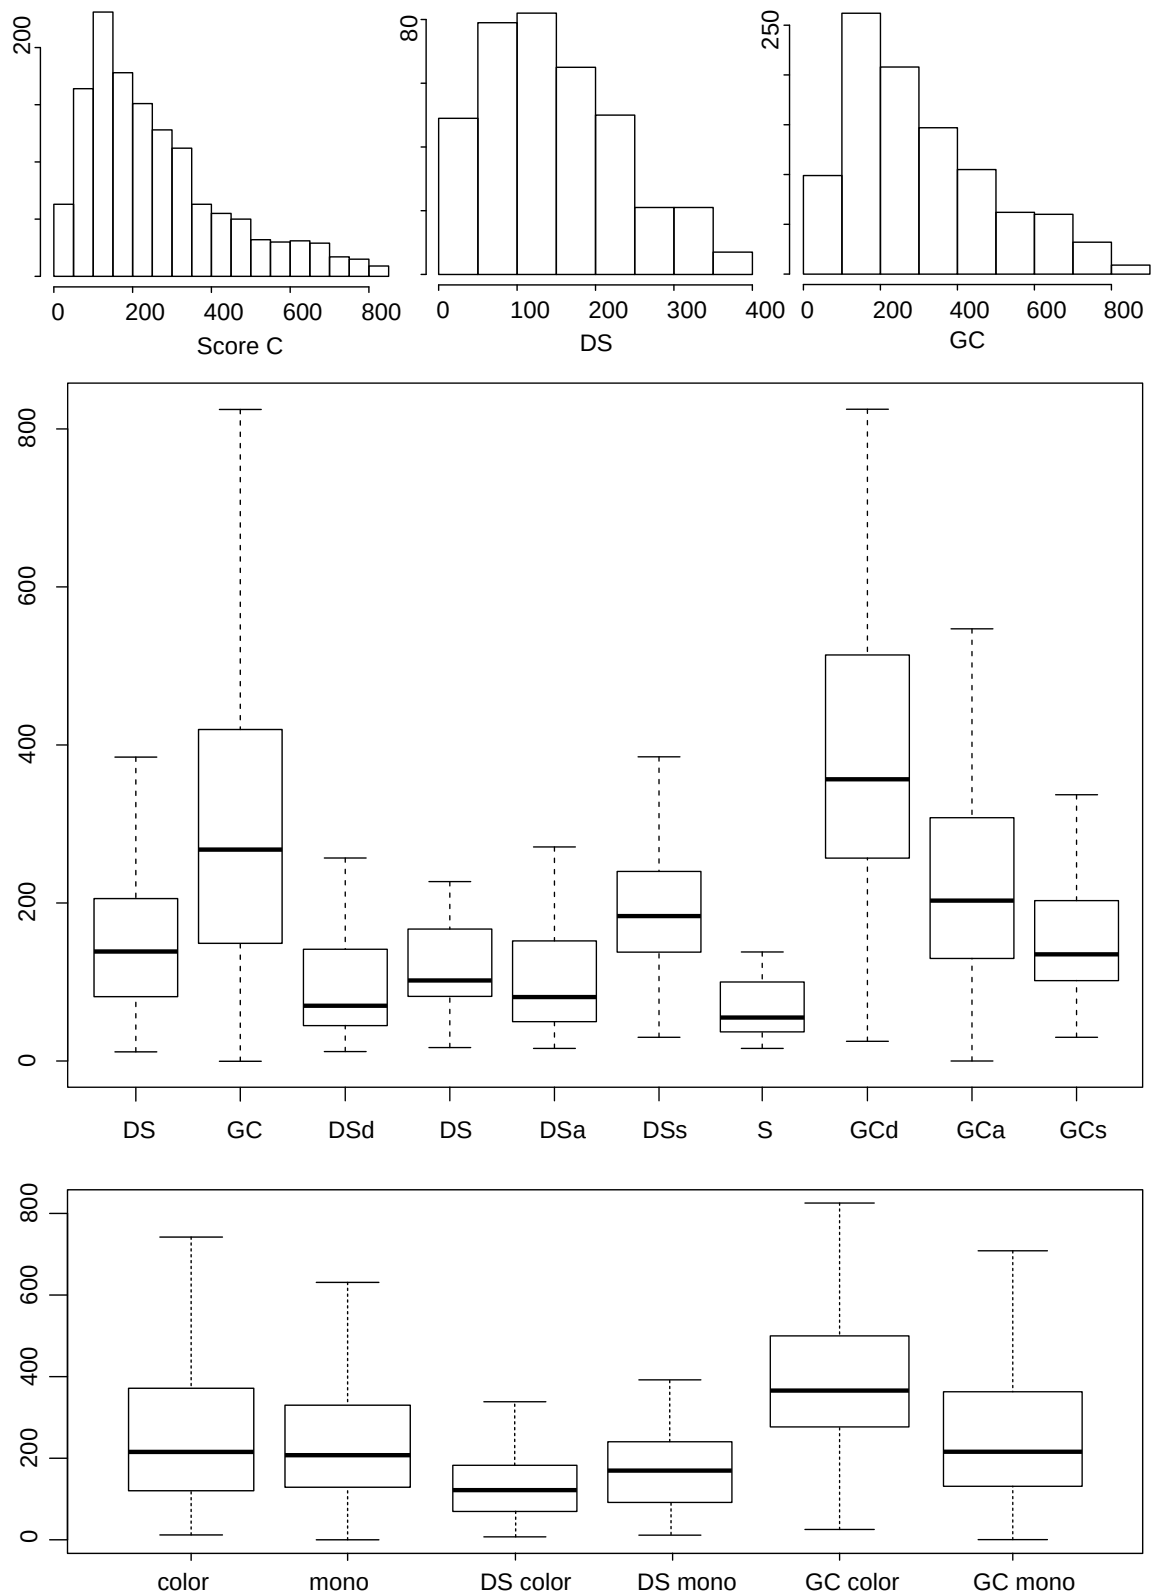 200
80
250
0 200 400 600 800
0 100 200 300 400
0 200 400 600 800
Score C
DS
GC
800
600
400
200
0
DS GC DSd DS DSa DSs S GCd GCa GCs
800
600
400
200
0
color mono DS color DS mono GC color GC mono